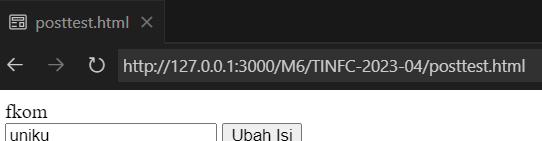 posttest.html
http://127.0.0.1:3000/M6/TINFC-2023-04/posttest.html
fkom
uniku Ubah Isi